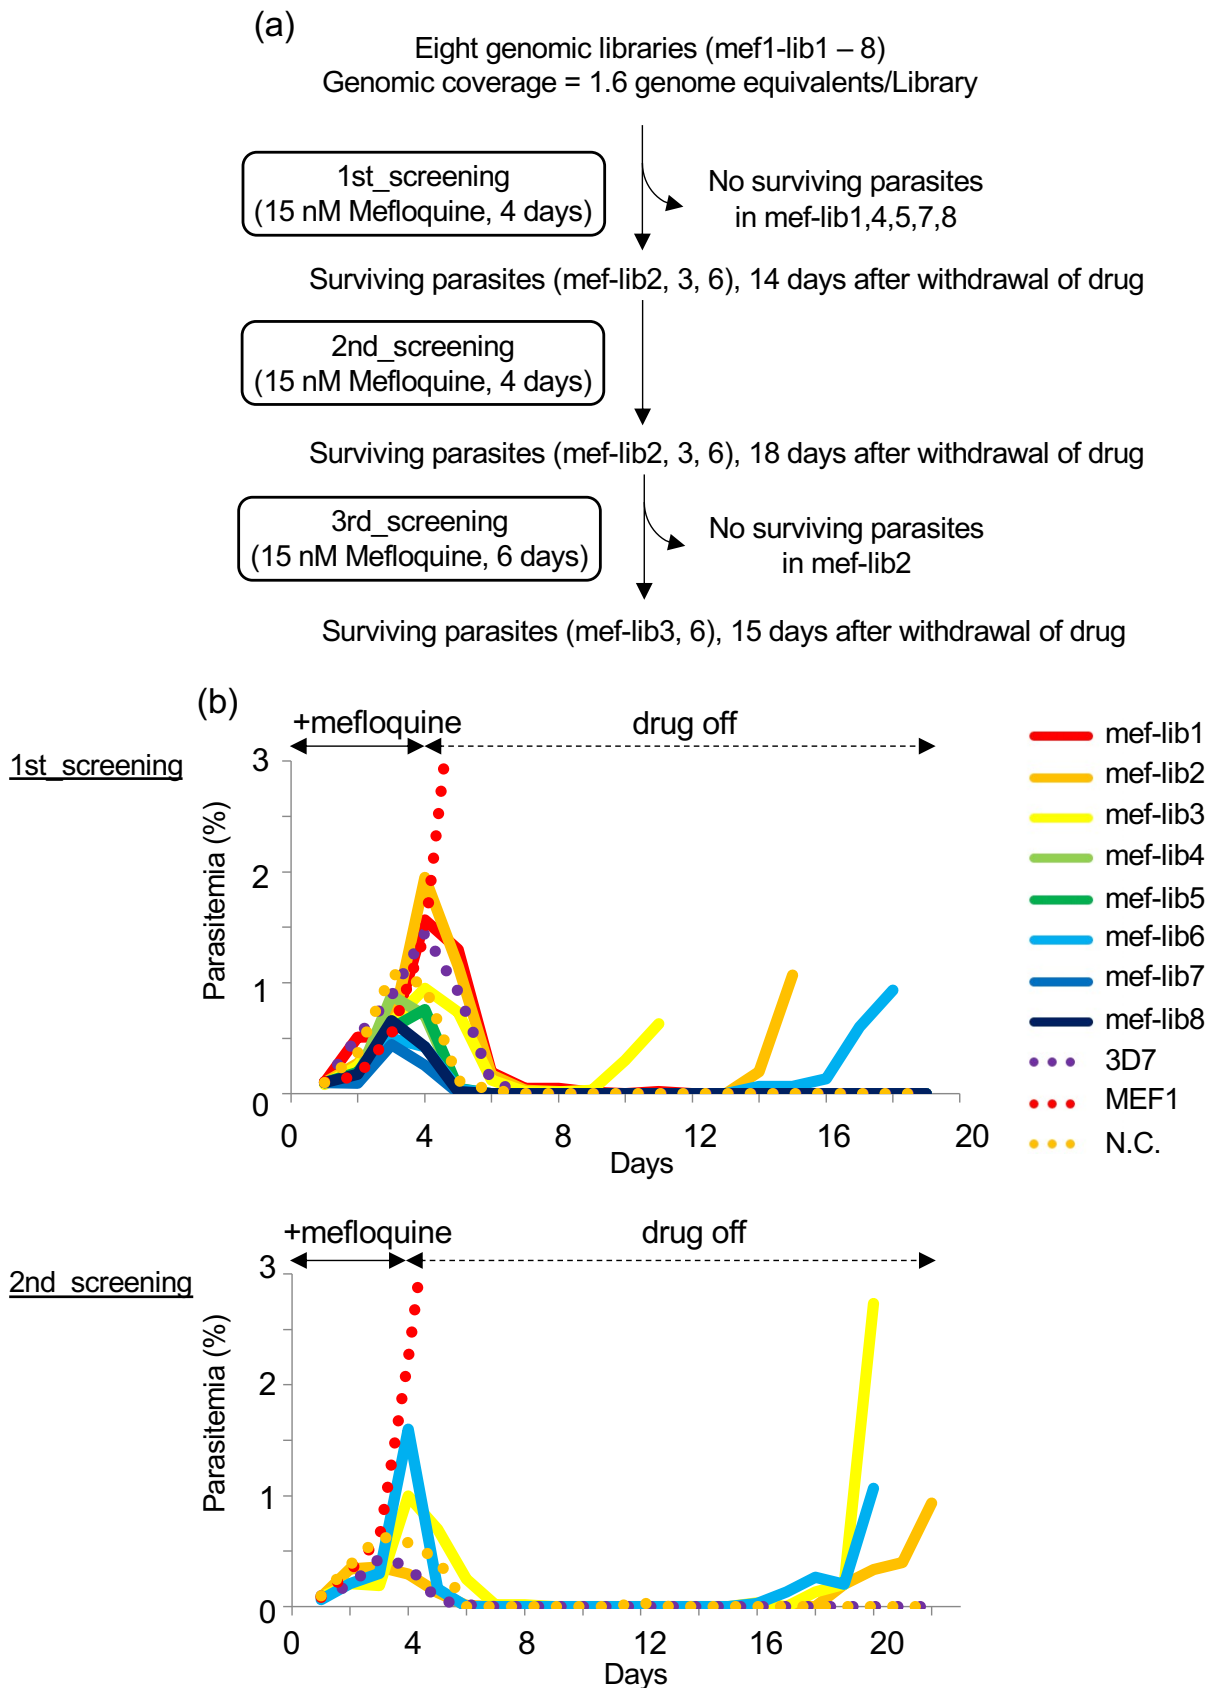 (a)
Eight genomic libraries (mef1-lib1 – 8)
Genomic coverage = 1.6 genome equivalents/Library
1st_screening
(15 nM Mefloquine, 4 days)
No surviving parasites
in mef-lib1,4,5,7,8
Surviving parasites (mef-lib2, 3, 6), 14 days after withdrawal of drug
2nd_screening
(15 nM Mefloquine, 4 days)
Surviving parasites (mef-lib2, 3, 6), 18 days after withdrawal of drug
3rd_screening
(15 nM Mefloquine, 6 days)
No surviving parasites
in mef-lib2
Surviving parasites (mef-lib3, 6), 15 days after withdrawal of drug
(b)
+mefloquine
drug off
1st_screening
Parasitemia (%)
3
2
1
0
0 4 8 12 16 20
Days
mef-lib1
mef-lib2
mef-lib3
mef-lib4
mef-lib5
mef-lib6
mef-lib7
mef-lib8
3D7
MEF1
N.C.
+mefloquine
drug off
2nd_screening
Parasitemia (%)
3
2
1
0
0 4 8 12 16 20
Days